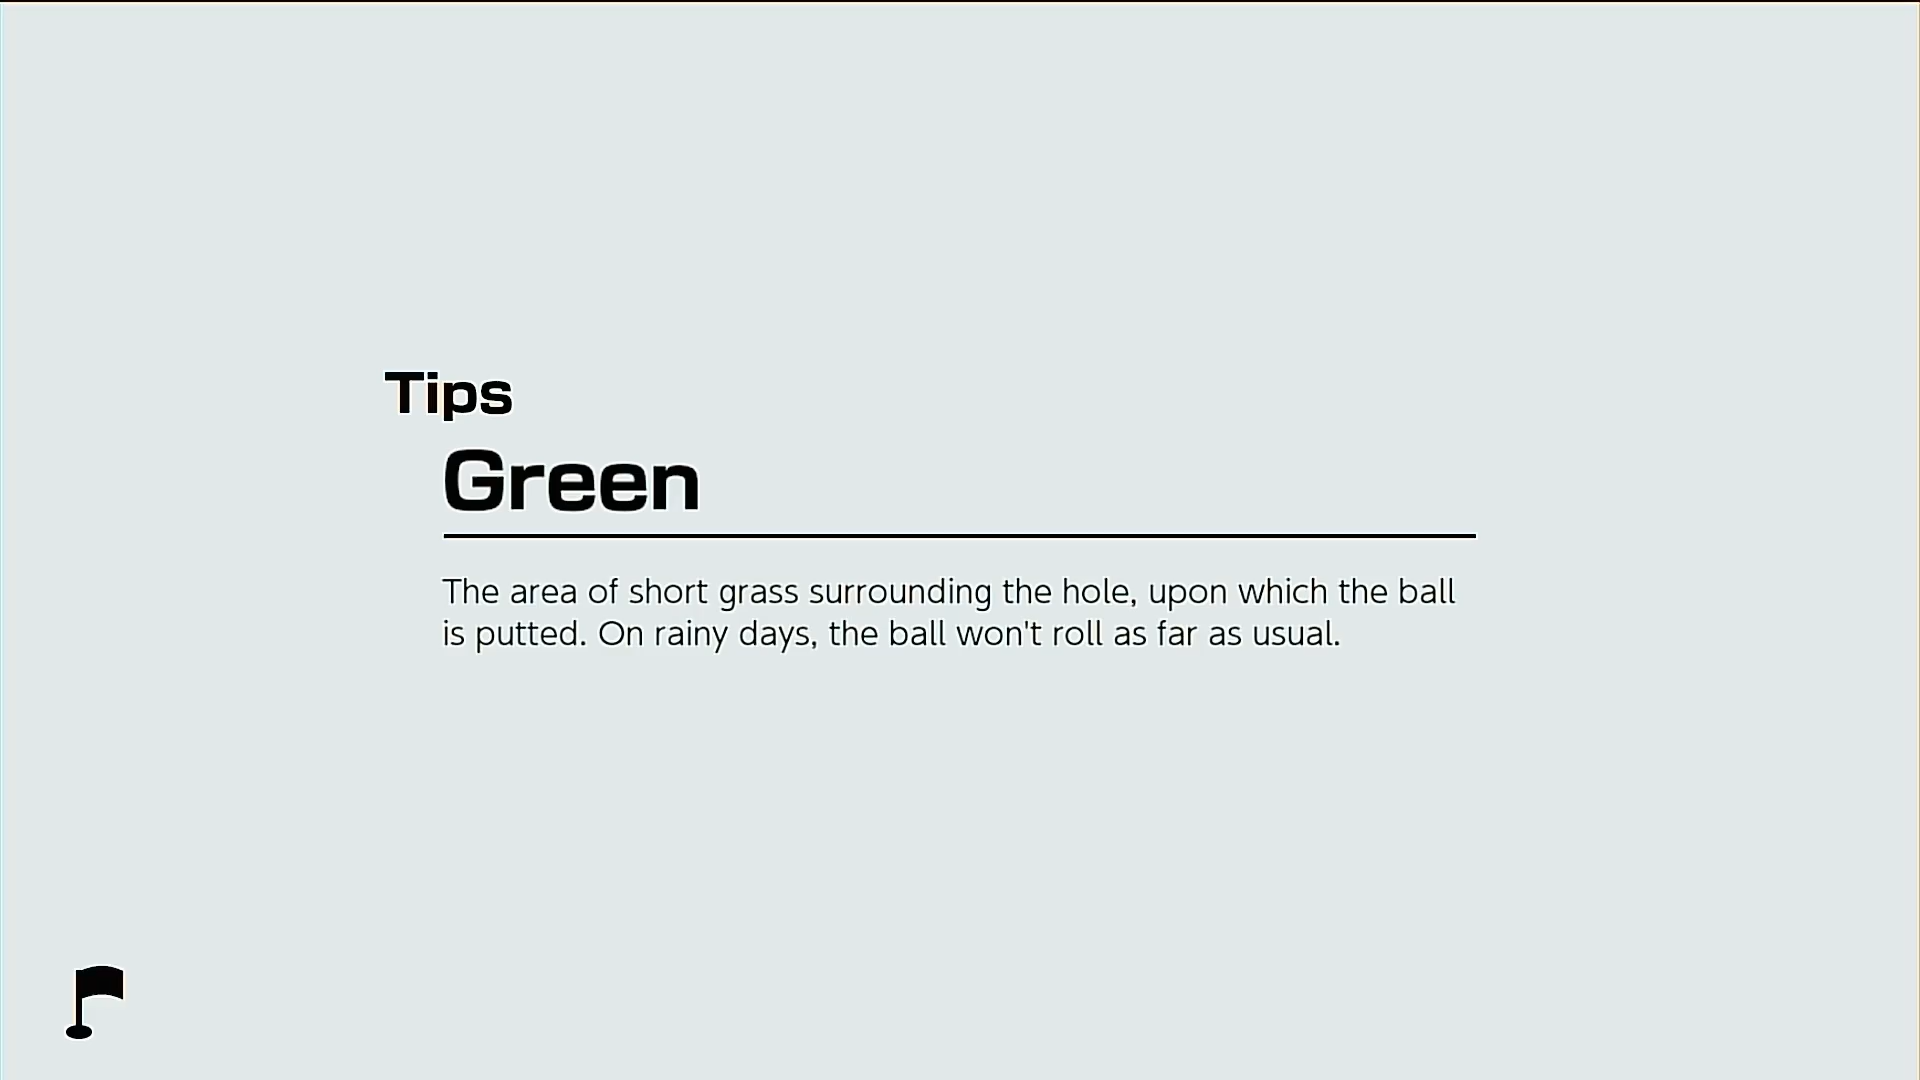 Tips
Green
The area of short grass surrounding the hole, upon which the ball
is putted. On rainy days, the ball won't roll as far as usual.